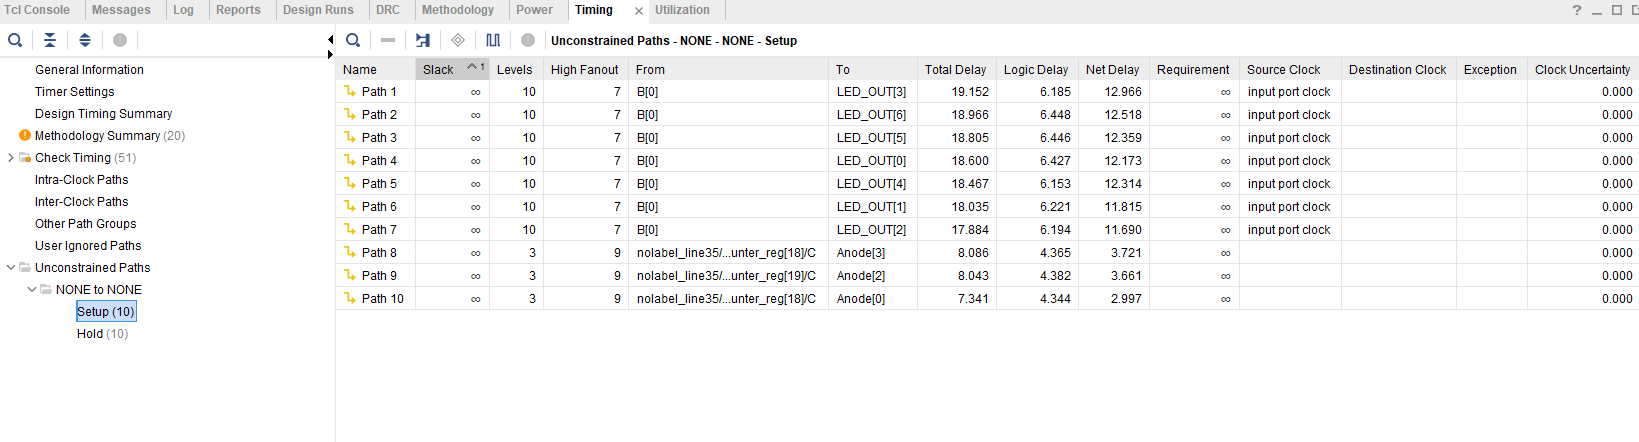 Tcl Console Messages Log Reports Design Runs DRC Methodology Power Timing × Utilization
? _
Unconstrained Paths - NONE - NONE - Setup
General Information
Timer Settings
Design Timing Summary
Methodology Summary (20)
Check Timing (51)
Intra-Clock Paths
Inter-Clock Paths
Other Path Groups
User Ignored Paths
Unconstrained Paths
NONE to NONE
Setup (10)
Hold (10)
Name Slack ^1 Levels High Fanout From To Total Delay Logic Delay Net Delay Requirement Source Clock Destination Clock Exception Clock Uncertainty
Path 1 ∞ 10 7 B[0] LED_OUT[3] 19.152 6.185 12.966 ∞ input port clock 0.000
Path 2 ∞ 10 7 B[0] LED_OUT[6] 18.966 6.448 12.518 ∞ input port clock 0.000
Path 3 ∞ 10 7 B[0] LED_OUT[5] 18.805 6.446 12.359 ∞ input port clock 0.000
Path 4 ∞ 10 7 B[0] LED_OUT[0] 18.600 6.427 12.173 ∞ input port clock 0.000
Path 5 ∞ 10 7 B[0] LED_OUT[4] 18.467 6.153 12.314 ∞ input port clock 0.000
Path 6 ∞ 10 7 B[0] LED_OUT[1] 18.035 6.221 11.815 ∞ input port clock 0.000
Path 7 ∞ 10 7 B[0] LED_OUT[2] 17.884 6.194 11.690 ∞ input port clock 0.000
Path 8 ∞ 3 9 nolabel_line35/...unter_reg[18]/C Anode[3] 8.086 4.365 3.721 ∞ 0.000
Path 9 ∞ 3 9 nolabel_line35/...unter_reg[19]/C Anode[2] 8.043 4.382 3.661 ∞ 0.000
Path 10 ∞ 3 9 nolabel_line35/...unter_reg[18]/C Anode[0] 7.341 4.344 2.997 ∞ 0.000